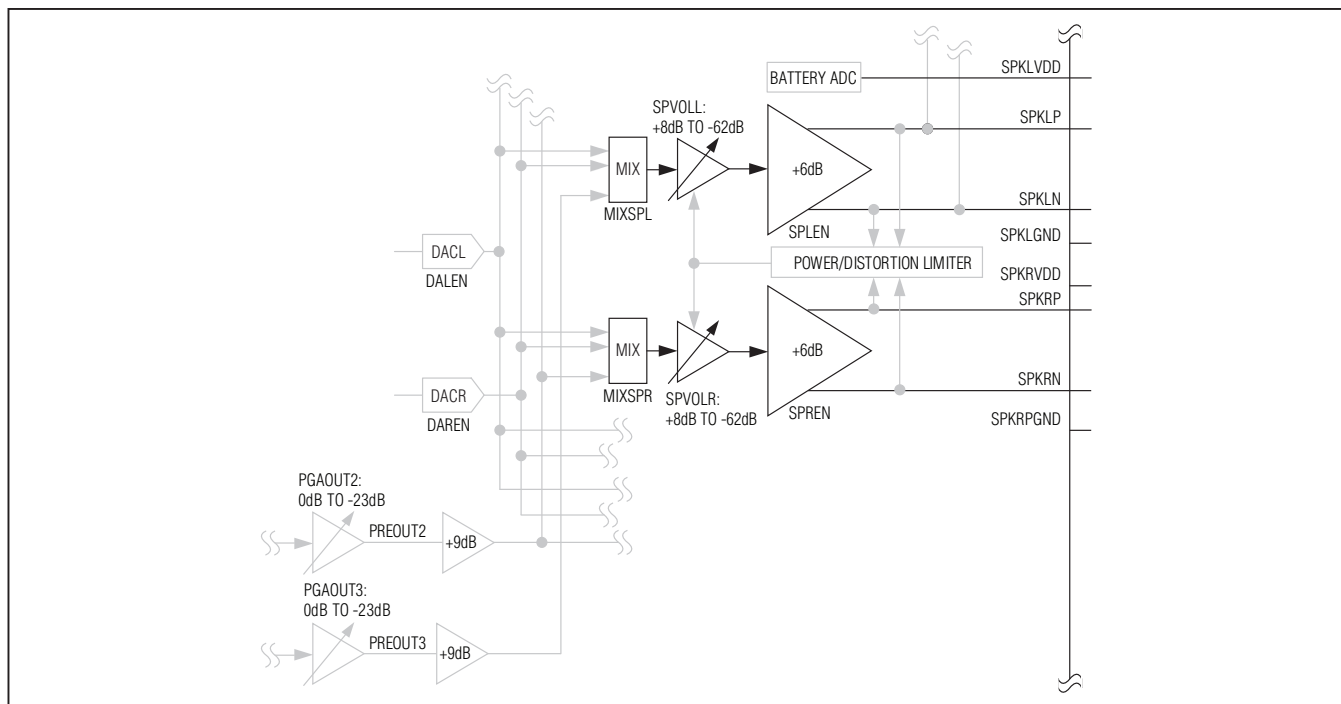 BATTERY ADC
SPKLVDD
SPVOLL:
+8dB TO -62dB
SPKLP
MIX
+6dB
MIXSPL
SPKLN
SPLEN
SPKLGND
DACL
DALEN
POWER/DISTORTION LIMITER
SPKRVDD
SPKRP
MIX
+6dB
MIXSPR
SPVOLR:
+8dB TO -62dB
SPKRN
SPREN
SPKRPGND
DACR
DAREN
PGAOUT2:
0dB TO -23dB
PREOUT2
+9dB
PGAOUT3:
0dB TO -23dB
PREOUT3
+9dB